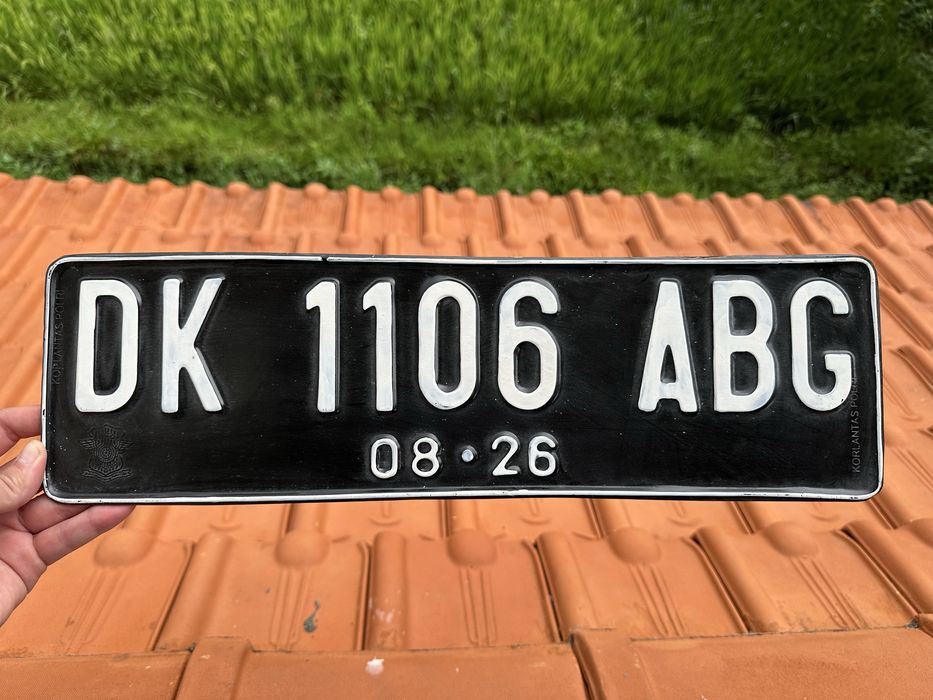 DK 1106 ABG
08 • 26
KORLANTAS POLRI
KORLANTAS POLRI